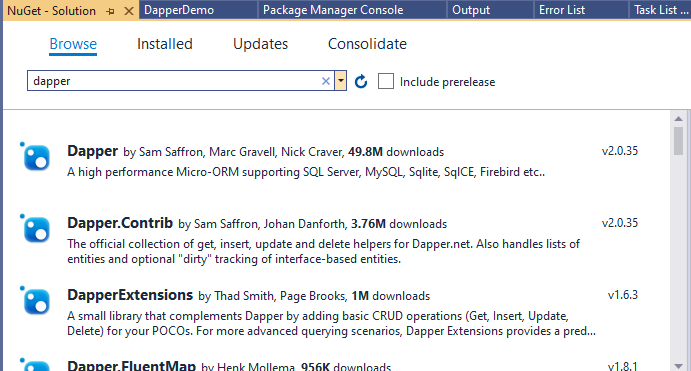 NuGet - Solution DapperDemo Package Manager Console Output Error List Task List ...
Browse Installed Updates Consolidate
dapper Include prerelease
Dapper by Sam Saffron, Marc Gravell, Nick Craver, 49.8M downloads v2.0.35
A high performance Micro-ORM supporting SQL Server, MySQL, Sqlite, SqlCE, Firebird etc..
Dapper.Contrib by Sam Saffron, Johan Danforth, 3.76M downloads v2.0.35
The official collection of get, insert, update and delete helpers for Dapper.net. Also handles lists of
entities and optional "dirty" tracking of interface-based entities.
DapperExtensions by Thad Smith, Page Brooks, 1M downloads v1.6.3
A small library that complements Dapper by adding basic CRUD operations (Get, Insert, Update,
Delete) for your POCOs. For more advanced querying scenarios, Dapper Extensions provides a pred...
Dapper.FluentMap by Henk Mollema, 956K downloads v1.8.1